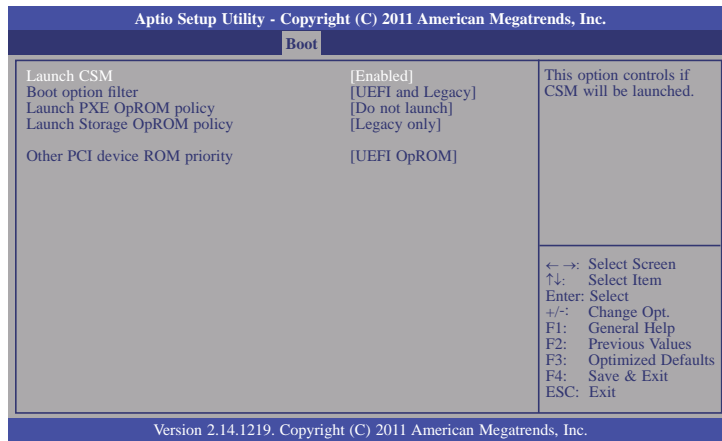 Aptio Setup Utility - Copyright (C) 2011 American Megatrends, Inc.
Boot
Launch CSM [Enabled]
Boot option filter [UEFI and Legacy]
Launch PXE OpROM policy [Do not launch]
Launch Storage OpROM policy [Legacy only]
Other PCI device ROM priority [UEFI OpROM]
This option controls if
CSM will be launched.
← →: Select Screen
↑↓: Select Item
Enter: Select
+/-: Change Opt.
F1: General Help
F2: Previous Values
F3: Optimized Defaults
F4: Save & Exit
ESC: Exit
Version 2.14.1219. Copyright (C) 2011 American Megatrends, Inc.